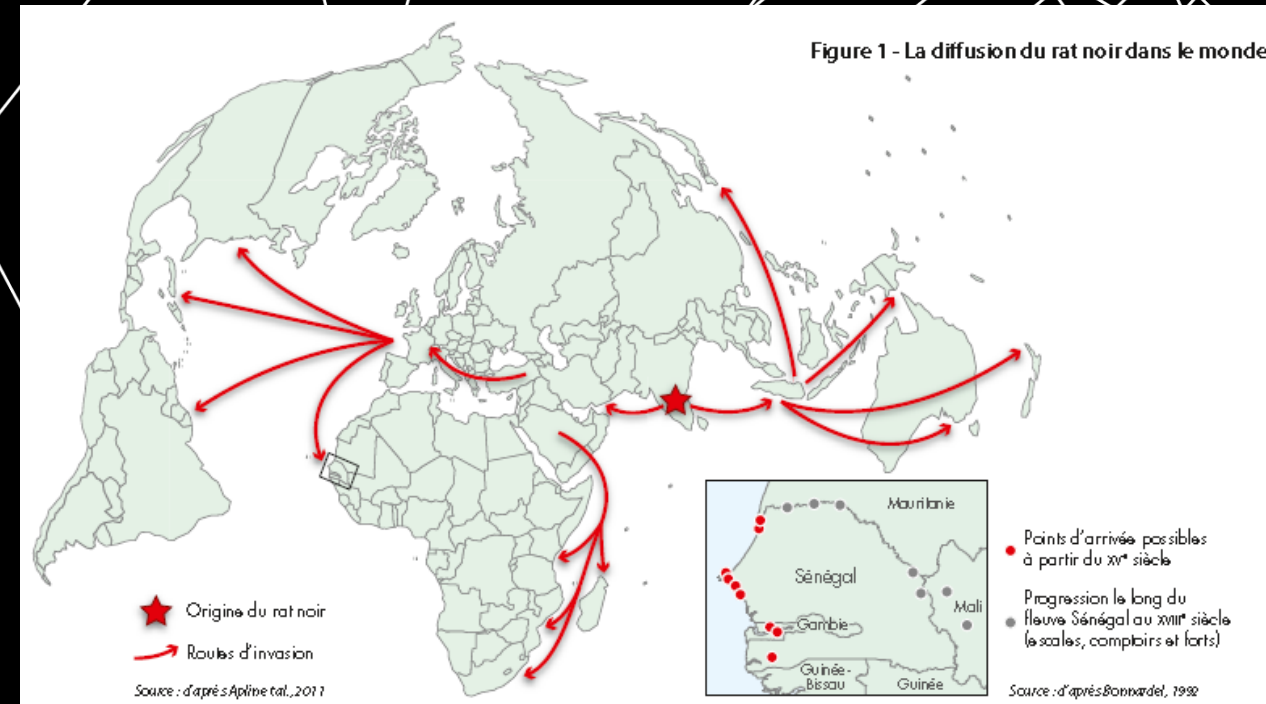 Figure 1 - La diffusion du rat noir dans le monde
Origine du rat noir
Routes d'invasion
Source : d'après Apline t al., 2011
Mauritanie
Sénégal
Mali
Gambie
Guinée-
Bissau
Guinée
Points d'arrivée possibles
à partir du XVe siècle
Progression le long du
fleuve Sénégal au XVIIIe siècle
(escales, comptoirs et forts)
Source : d'après Bonnardel, 1992